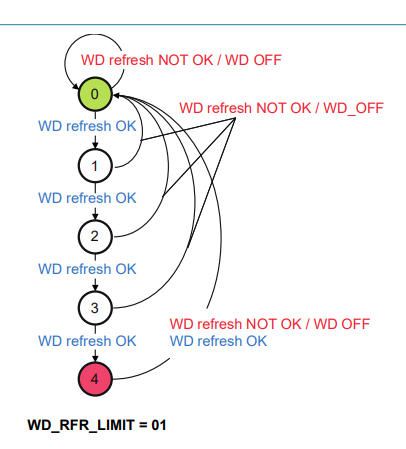 WD refresh NOT OK / WD OFF
0
WD refresh NOT OK / WD_OFF
WD refresh OK
1
WD refresh OK
2
WD refresh OK
3
WD refresh NOT OK / WD OFF
WD refresh OK
WD refresh OK
4
WD_RFR_LIMIT = 01